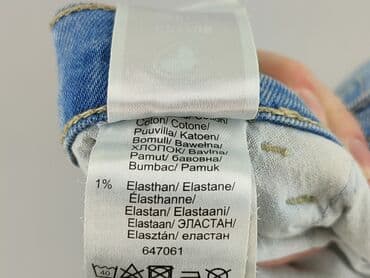 Coton/ Cotone/
Puuvilla/ Katoen/
Bomull/ Bawełna/
ХЛОПОК/ Bavlna/
Pamut/ бавовна/
Bumbac/ Pamuk
1% Elasthan/ Elastane/
Élasthanne/
Elastan/ Elastaani/
Elastaan/ ЭЛАСТАН/
Elasztán/ еластан
647061
40